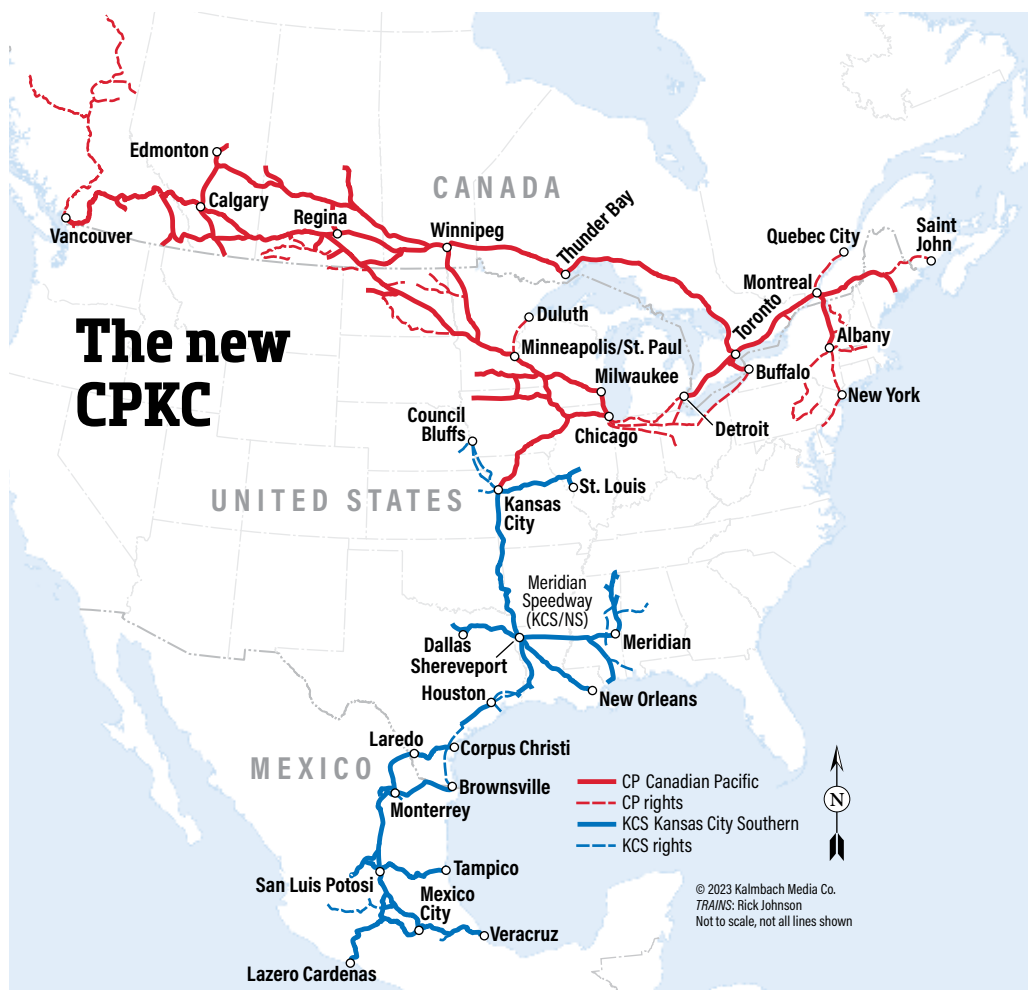 The new
CPKC
CANADA
UNITED STATES
MEXICO
Edmonton
Calgary
Vancouver
Regina
Winnipeg
Thunder Bay
Quebec City
Saint
John
Montreal
Toronto
Albany
Buffalo
New York
Detroit
Duluth
Minneapolis/St. Paul
Milwaukee
Chicago
Council
Bluffs
St. Louis
Kansas
City
Meridian
Speedway
(KCS/NS)
Dallas
Shereveport
Meridian
Houston
New Orleans
Laredo
Corpus Christi
Brownsville
Monterrey
San Luis Potosi
Tampico
Mexico
City
Veracruz
Lazero Cardenas
CP Canadian Pacific
CP rights
KCS Kansas City Southern
KCS rights
N
© 2023 Kalmbach Media Co.
TRAINS: Rick Johnson
Not to scale, not all lines shown